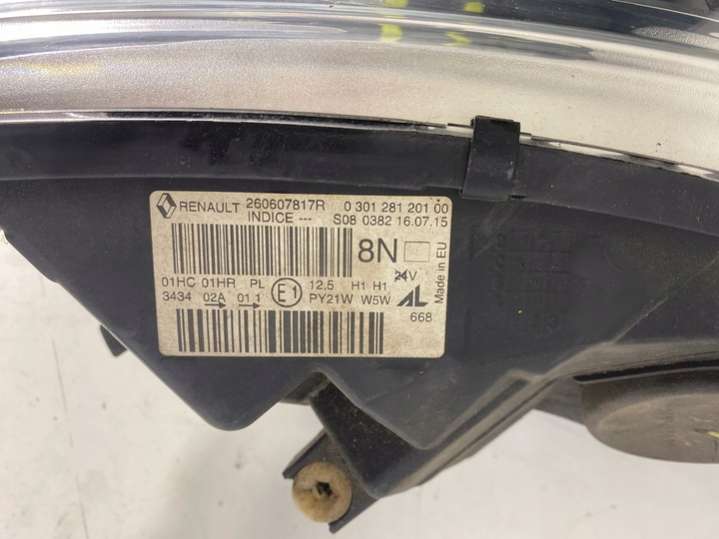 RENAULT 260607817R 0 301 281 201 00
INDICE --- S08 0382 16.07.15
8N
24V
Made in EU
01HC 01HR PL E1 12.5 H1 H1
3434 02A 01 1 PY21W W5W AL
668